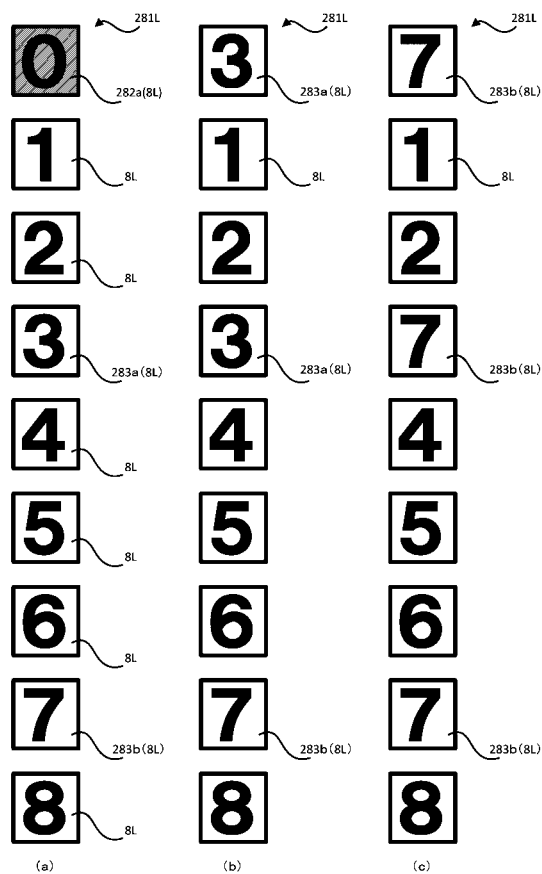 281L 281L 281L
0 3 7
282a(8L) 283a(8L) 283b(8L)
1 1 1
8L 8L 8L
2 2 2
8L
3 3 7
283a(8L) 283a(8L) 283b(8L)
4 4 4
8L
5 5 5
8L
6 6 6
8L
7 7 7
283b(8L) 283b(8L) 283b(8L)
8 8 8
8L
(a) (b) (c)